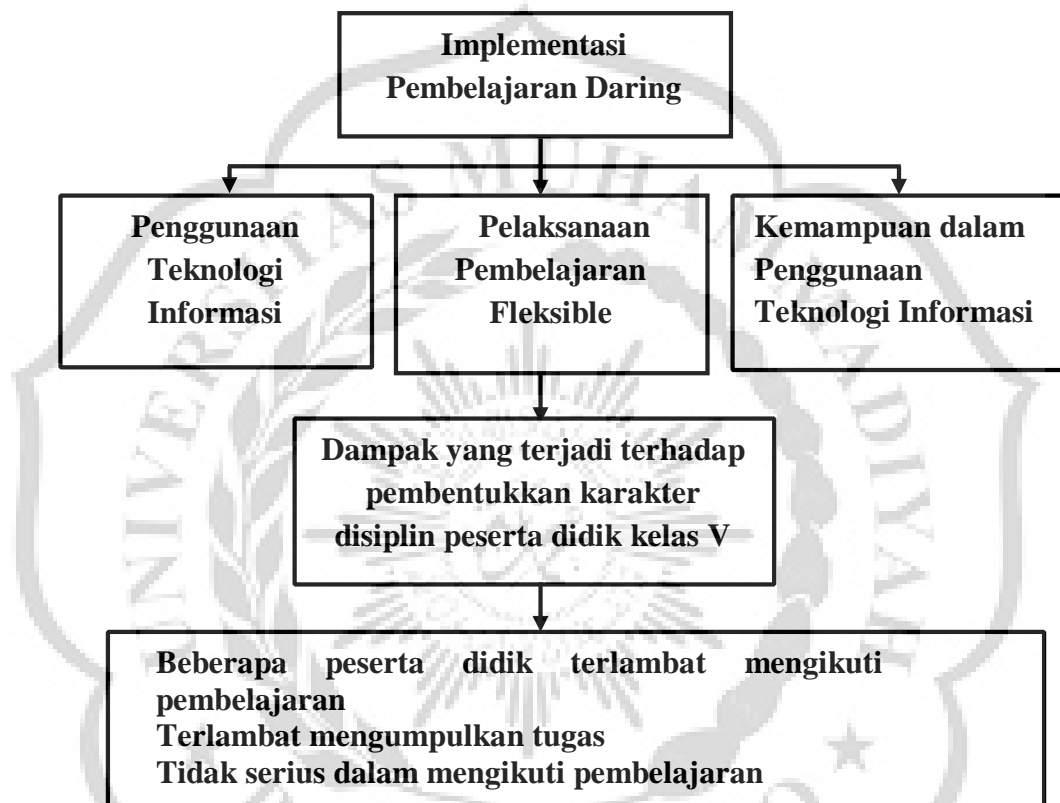 Implementasi
Pembelajaran Daring
UNIVERSITAS MUHAMMADIYAH
Penggunaan
Teknologi
Informasi
Pelaksanaan
Pembelajaran
Fleksible
Kemampuan dalam
Penggunaan
Teknologi Informasi
Dampak yang terjadi terhadap
pembentukkan karakter
disiplin peserta didik kelas V
Beberapa peserta didik terlambat mengikuti
pembelajaran
Terlambat mengumpulkan tugas
Tidak serius dalam mengikuti pembelajaran